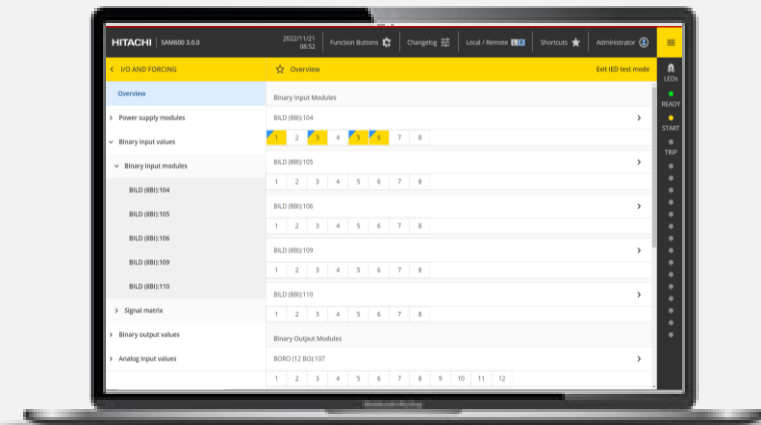 HITACHI SAM600 3.0.0 2022/11/21 08:52 Function Buttons Changelog Local / Remote Shortcuts Administrator
I/O AND FORCING
Overview
Exit IED test mode
LEDs
READY
START
TRIP
Overview
Power supply modules
Binary input values
Binary input modules
BILD (8BI):104
BILD (8BI):105
BILD (8BI):106
BILD (8BI):109
BILD (8BI):110
Signal matrix
Binary output values
Analog input values
Binary Input Modules
BILD (8BI):104
1 2 3 4 5 6 7 8
BILD (8BI):105
1 2 3 4 5 6 7 8
BILD (8BI):106
1 2 3 4 5 6 7 8
BILD (8BI):109
1 2 3 4 5 6 7 8
BILD (8BI):110
1 2 3 4 5 6 7 8
Binary Output Modules
BORO (12 BO):107
1 2 3 4 5 6 7 8 9 10 11 12